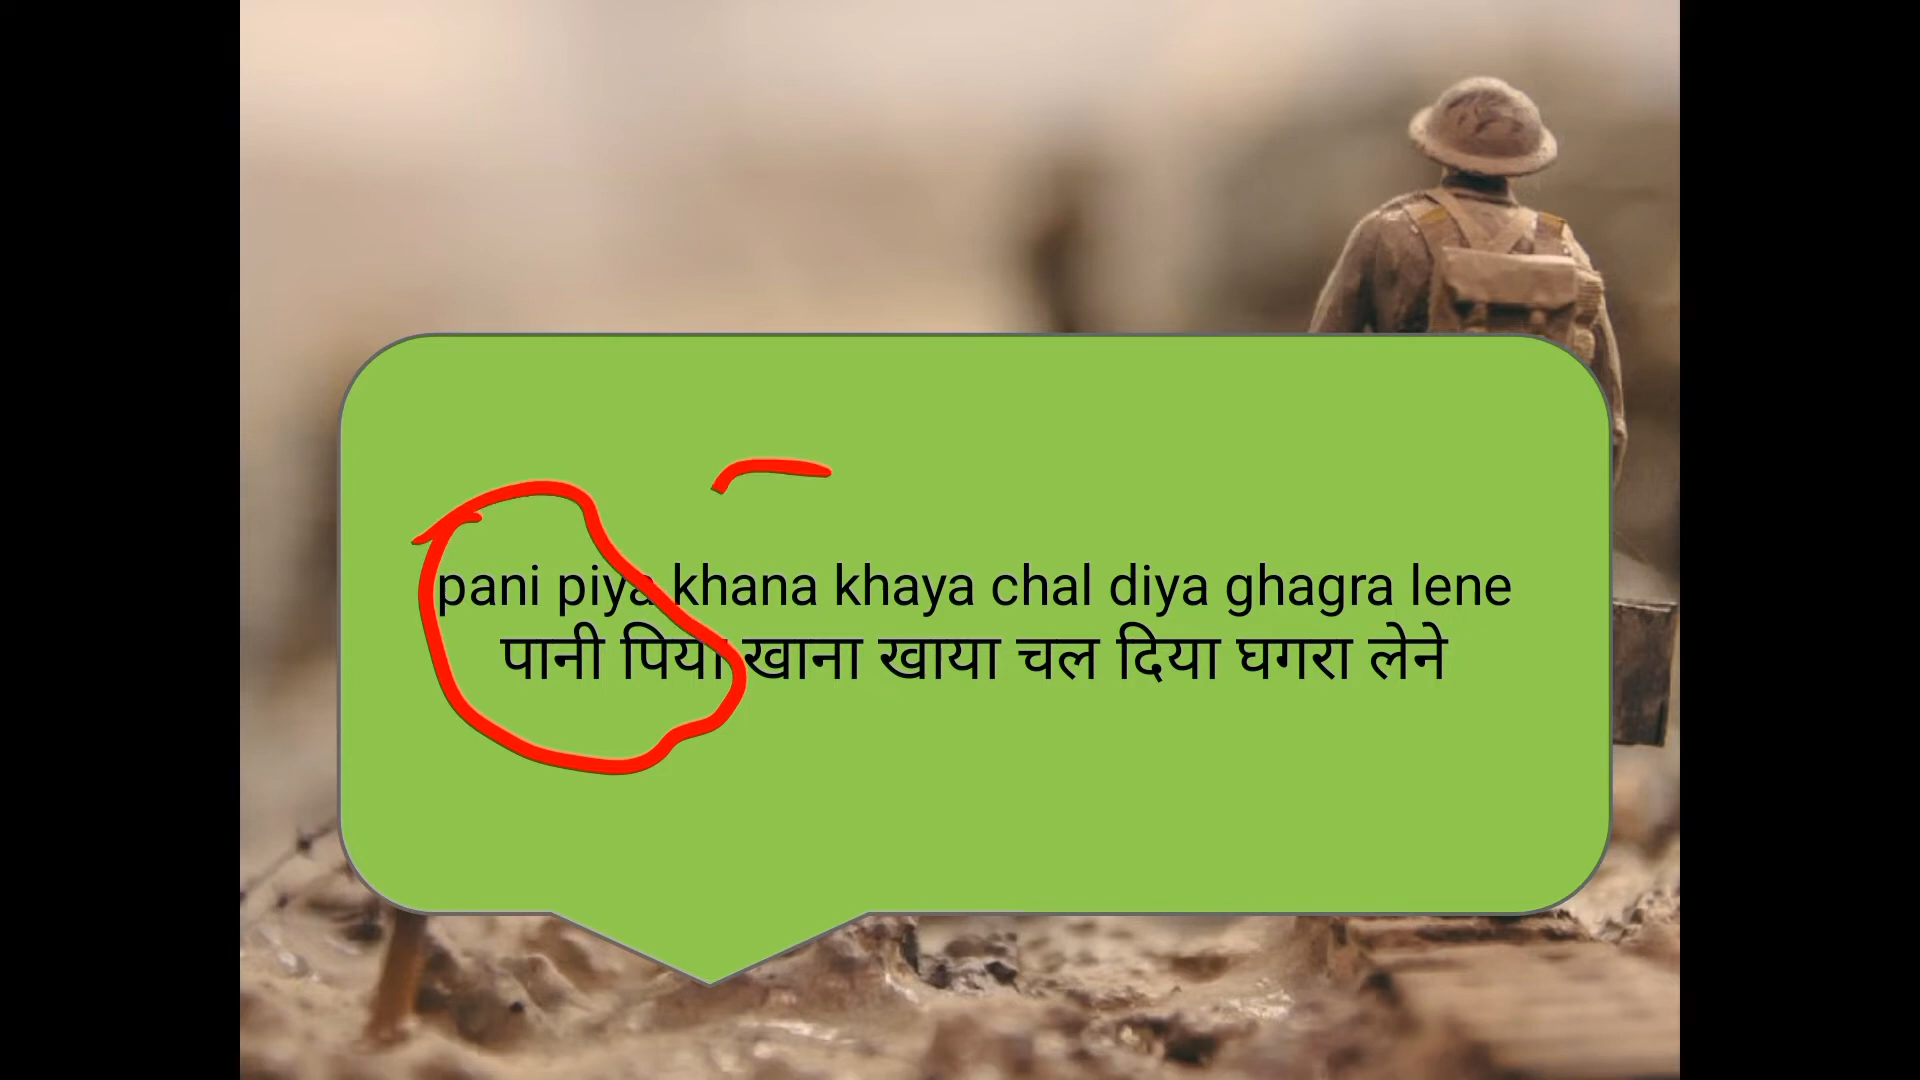 pani piya khana khaya chal diya ghagra lene
पानी पिया खाना खाया चल दिया घगरा लेने